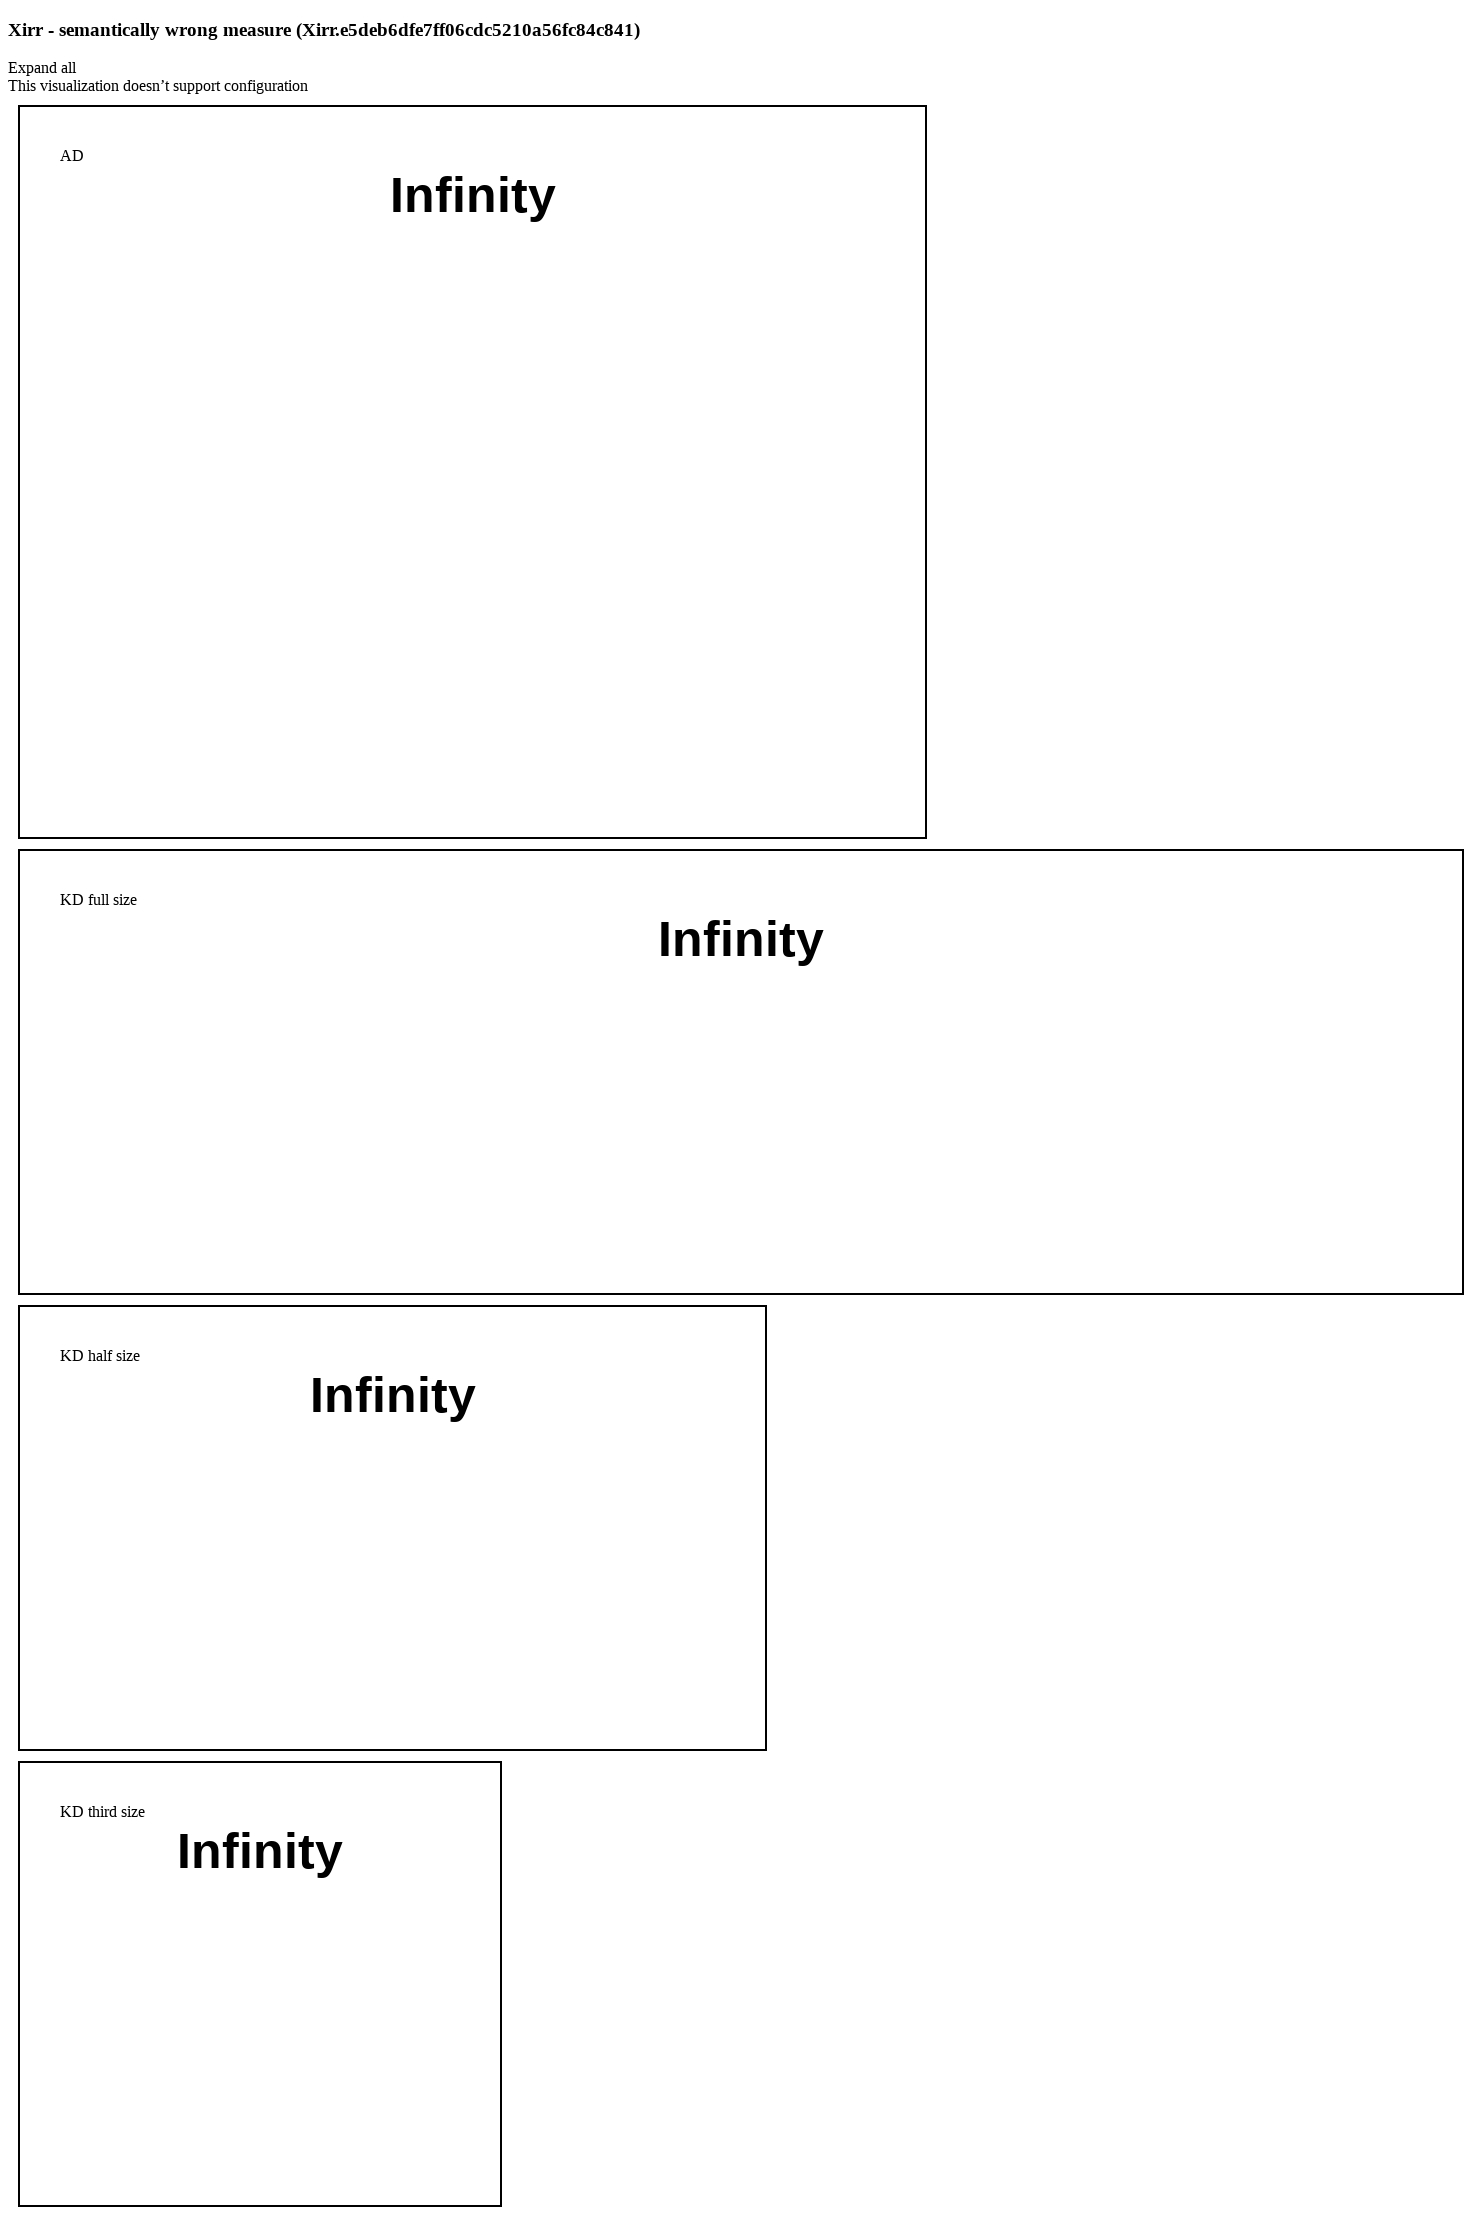 Xirr - semantically wrong measure (Xirr.e5deb6dfe7ff06cdc5210a56fc84c841)
Expand all
This visualization doesn’t support configuration
AD
Infinity
KD full size
Infinity
KD half size
Infinity
KD third size
Infinity